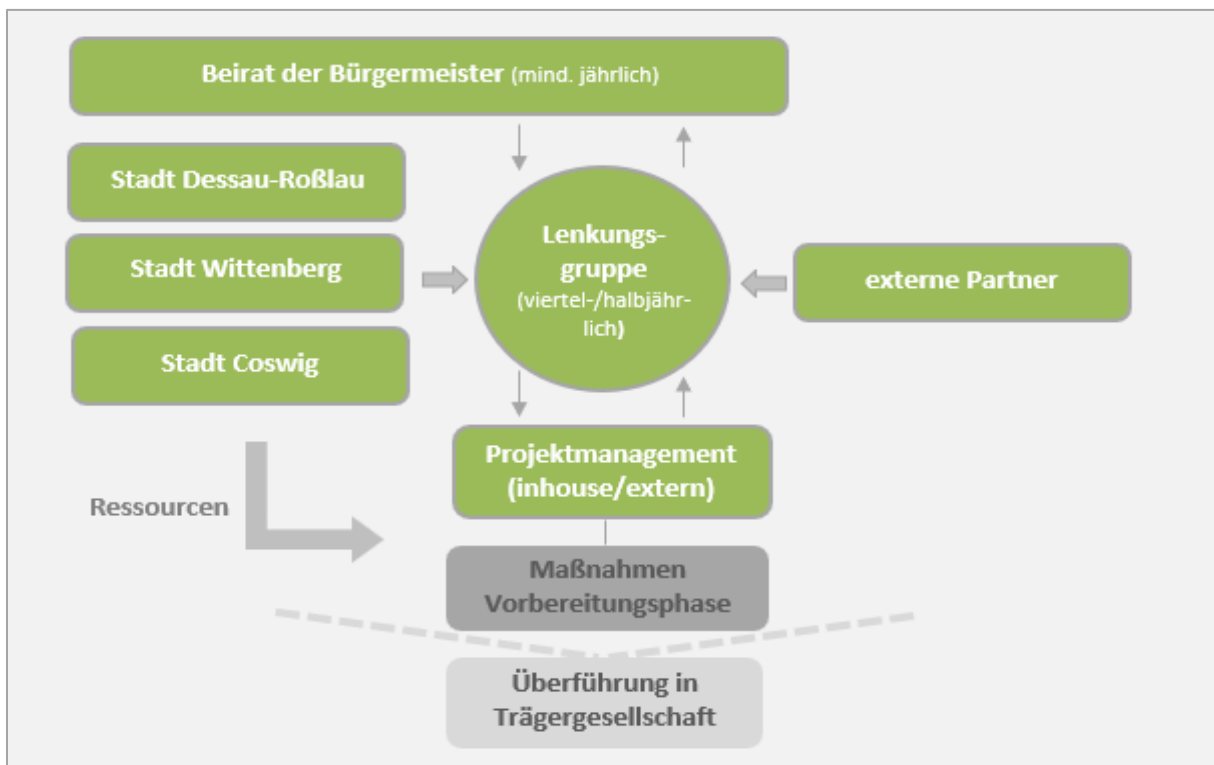 Beirat der Bürgermeister (mind. jährlich)
Stadt Dessau-Roßlau
Stadt Wittenberg
Stadt Coswig
Lenkungs-
gruppe
(viertel-/halbjähr-
lich)
externe Partner
Projektmanagement
(inhouse/extern)
Ressourcen
Maßnahmen
Vorbereitungsphase
Überführung in
Trägergesellschaft